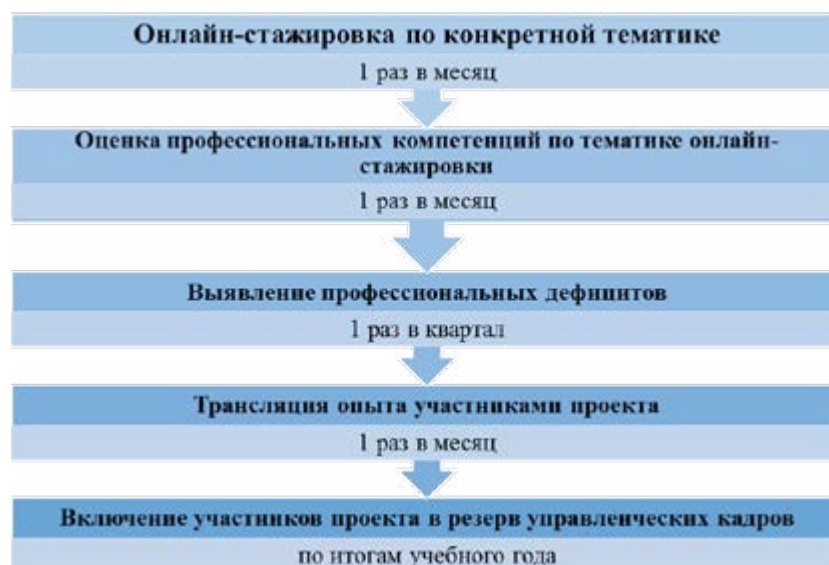 Онлайн-стажировка по конкретной тематике
1 раз в месяц
Оценка профессиональных компетенций по тематике онлайн-
стажировки
1 раз в месяц
Выявление профессиональных дефицитов
1 раз в квартал
Трансляция опыта участниками проекта
1 раз в месяц
Включение участников проекта в резерв управленческих кадров
по итогам учебного года